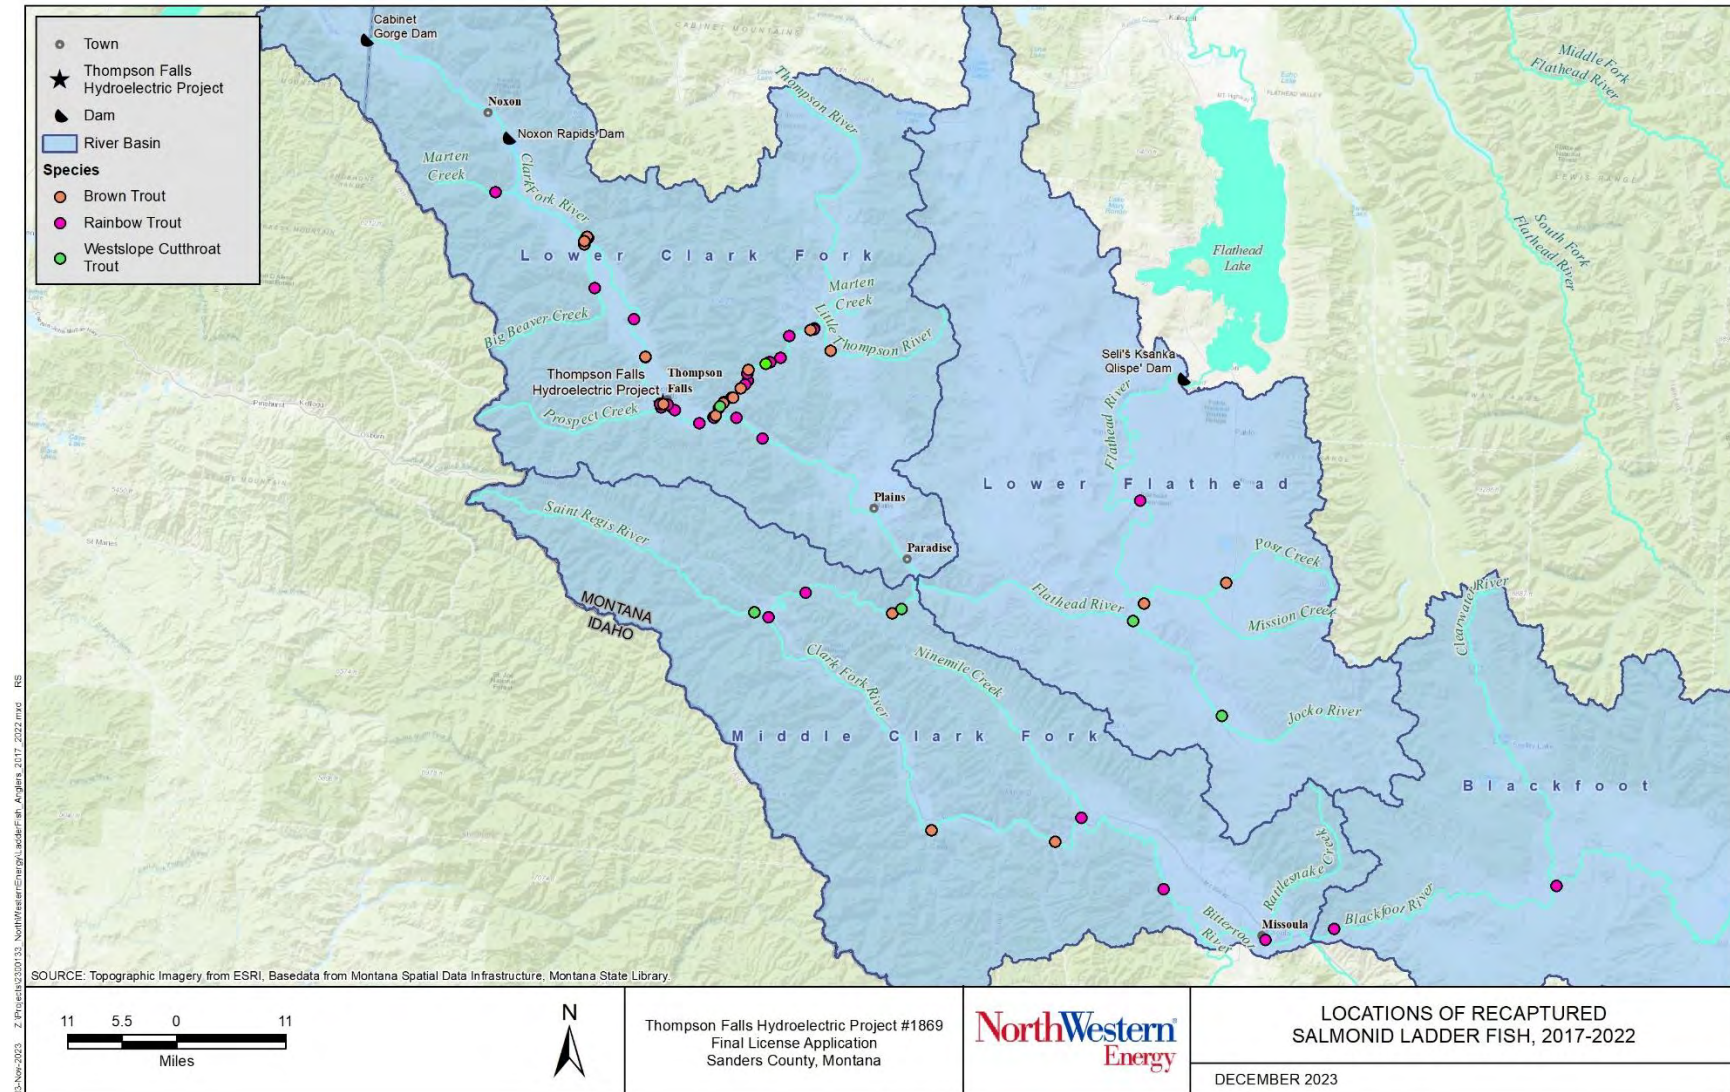 Town
Thompson Falls
Hydroelectric Project
Dam
River Basin
Species
Brown Trout
Rainbow Trout
Westslope Cutthroat
Trout
Cabinet
Gorge Dam
Noxon
Noxon Rapids Dam
Marten
Creek
Clark Fork River
Lower Clark Fork
Big Beaver Creek
CABINET MOUNTAINS
Thompson River
Marten
Creek
Little
Thompson River
Thompson Falls
Hydroelectric Project
Thompson
Falls
Prospect Creek
Plains
Paradise
Saint Regis River
MONTANA
IDAHO
Clark Fork River
Ninemile Creek
Middle Clark Fork
Kalispell
Middle Fork
Flathead River
South Fork
Flathead River
Flathead
Lake
Seli'š Ksanka
Qlispe' Dam
Flathead River
Lower Flathead
Post Creek
Mission Creek
Flathead River
Jocko River
Clearwater River
Blackfoot
Rattlesnake Creek
Blackfoot River
Missoula
Bitterroot
River
SOURCE: Topographic Imagery from ESRI, Basedata from Montana Spatial Data Infrastructure, Montana State Library.
11 5.5 0 11
Miles
N
Thompson Falls Hydroelectric Project #1869
Final License Application
Sanders County, Montana
NorthWestern
Energy
LOCATIONS OF RECAPTURED
SALMONID LADDER FISH, 2017-2022
DECEMBER 2023